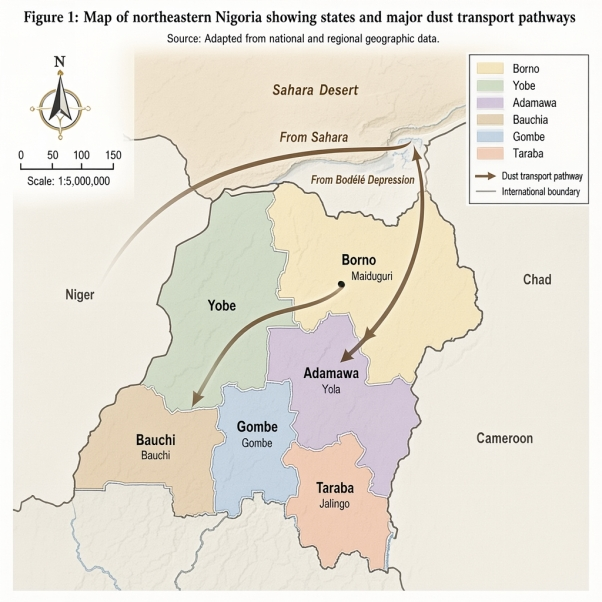 Figure 1: Map of northeastern Nigoria showing states and major dust transport pathways
Source: Adapted from national and regional geographic data.
N
0 50 100 150
Scale: 1:5,000,000
Borno
Yobe
Adamawa
Bauchia
Gombe
Taraba
Dust transport pathway
International boundary
Sahara Desert
From Sahara
From Bodélé Depression
Niger
Chad
Borno
Maiduguri
Yobe
Adamawa
Yola
Gombe
Gombe
Bauchi
Bauchi
Cameroon
Taraba
Jalingo